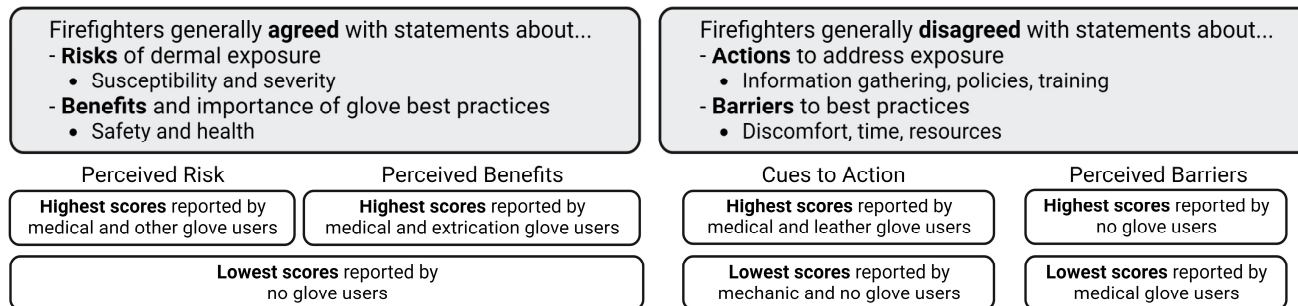 Firefighters generally agreed with statements about...
- Risks of dermal exposure
• Susceptibility and severity
- Benefits and importance of glove best practices
• Safety and health
Firefighters generally disagreed with statements about...
- Actions to address exposure
• Information gathering, policies, training
- Barriers to best practices
• Discomfort, time, resources
Perceived Risk
Highest scores reported by
medical and other glove users
Perceived Benefits
Highest scores reported by
medical and extrication glove users
Lowest scores reported by
no glove users
Cues to Action
Highest scores reported by
medical and leather glove users
Lowest scores reported by
mechanic and no glove users
Perceived Barriers
Highest scores reported by
no glove users
Lowest scores reported by
medical glove users